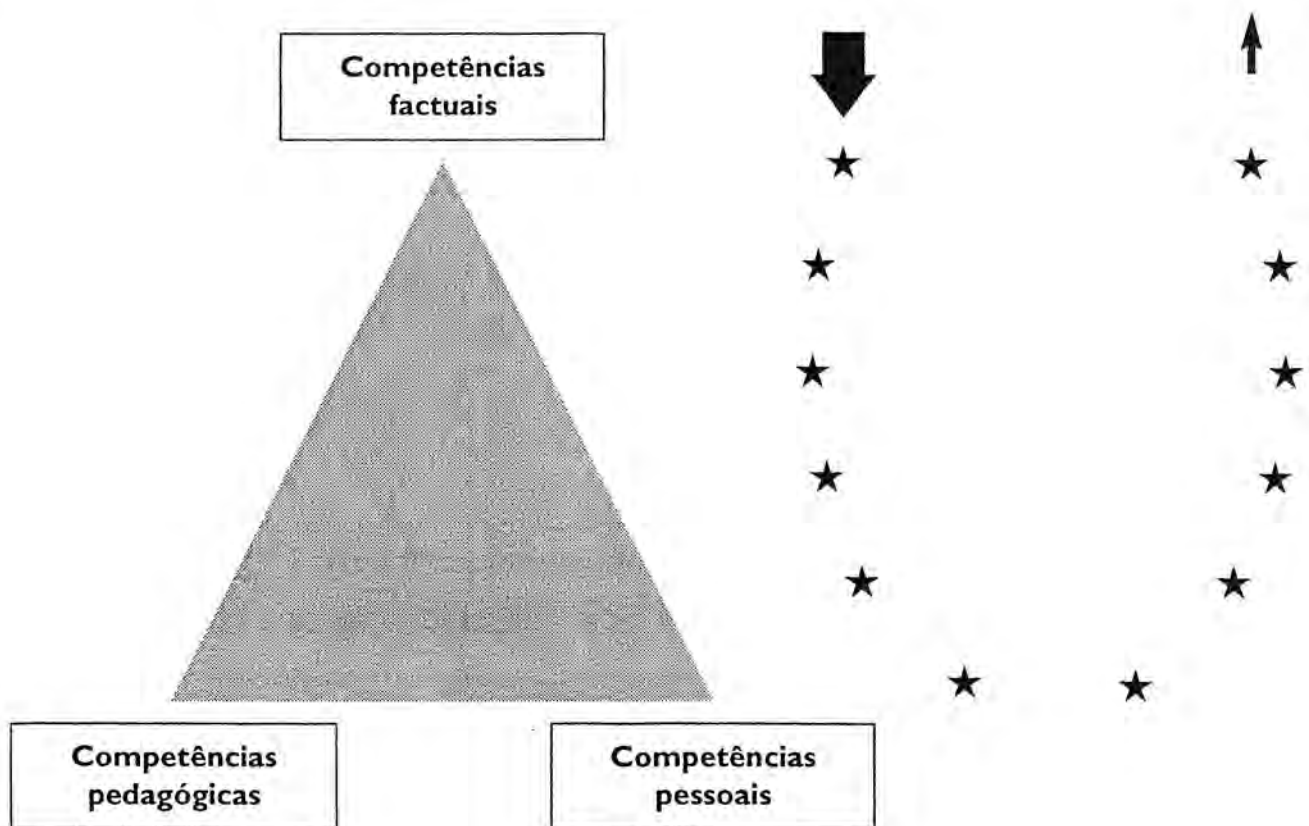 Competências
factuais
Competências
pedagógicas
Competências
pessoais